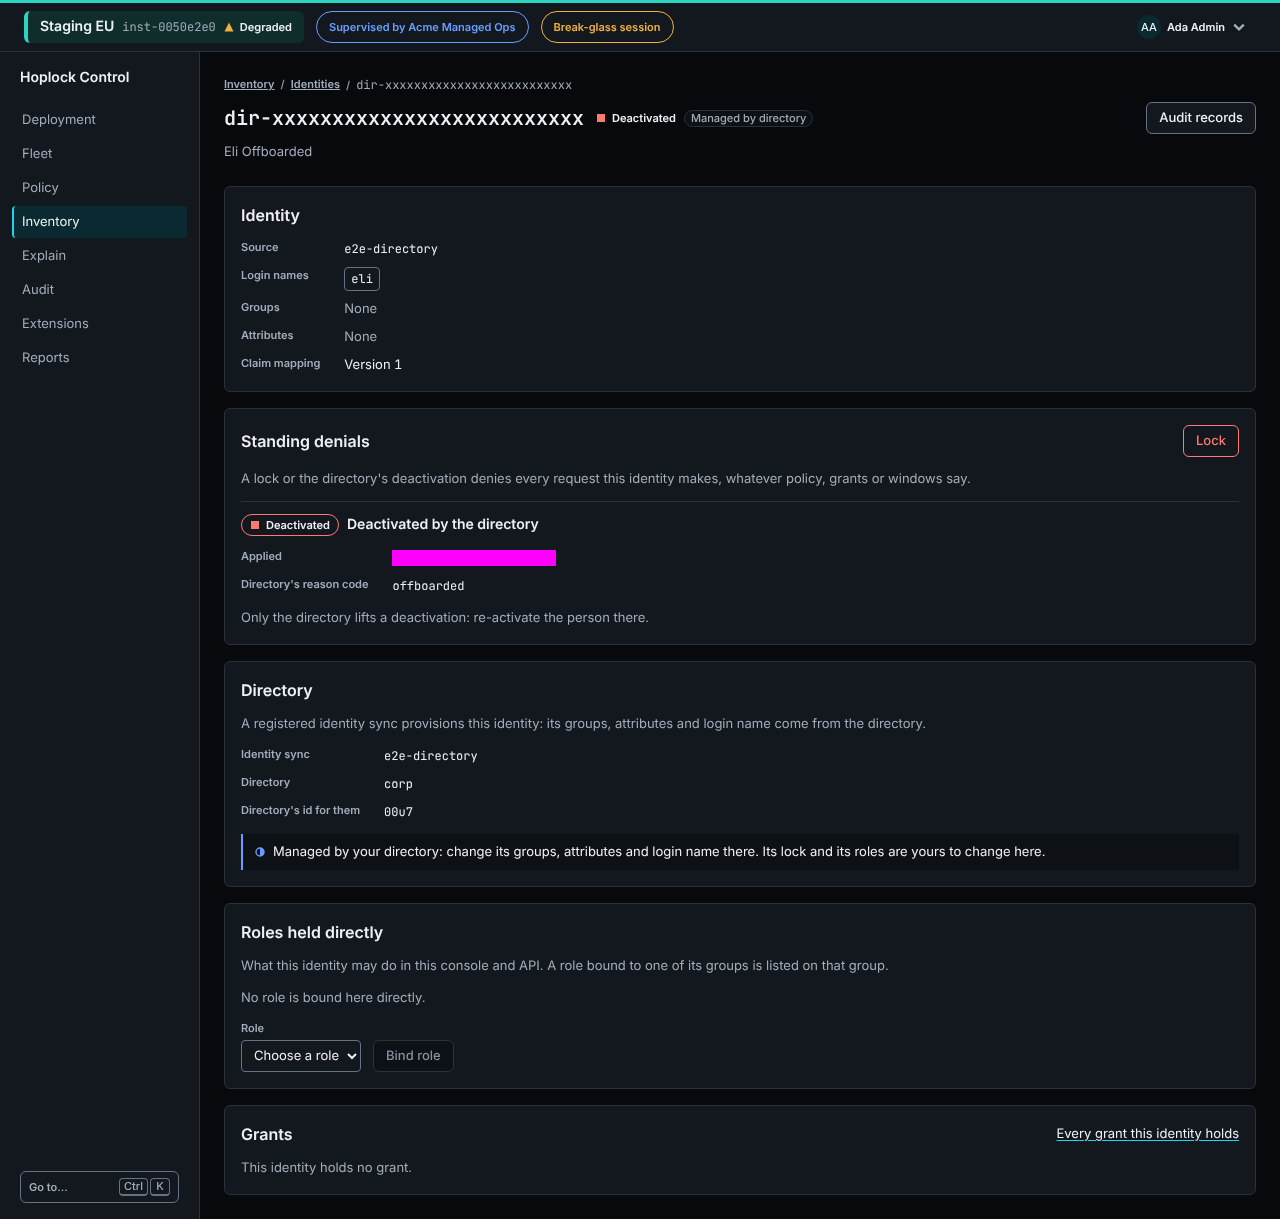 Staging EU inst-0050e2e0 Degraded
Supervised by Acme Managed Ops
Break-glass session
AA Ada Admin
Hoplock Control
Deployment
Fleet
Policy
Inventory
Explain
Audit
Extensions
Reports
Go to... Ctrl K
Inventory / Identities / dir-xxxxxxxxxxxxxxxxxxxxxxxxxx
dir-xxxxxxxxxxxxxxxxxxxxxxxxxx Deactivated Managed by directory
Audit records
Eli Offboarded
Identity
Source e2e-directory
Login names eli
Groups None
Attributes None
Claim mapping Version 1
Standing denials
Lock
A lock or the directory's deactivation denies every request this identity makes, whatever policy, grants or windows say.
Deactivated Deactivated by the directory
Applied
Directory's reason code offboarded
Only the directory lifts a deactivation: re-activate the person there.
Directory
A registered identity sync provisions this identity: its groups, attributes and login name come from the directory.
Identity sync e2e-directory
Directory corp
Directory's id for them 00u7
Managed by your directory: change its groups, attributes and login name there. Its lock and its roles are yours to change here.
Roles held directly
What this identity may do in this console and API. A role bound to one of its groups is listed on that group.
No role is bound here directly.
Role
Choose a role Bind role
Grants
Every grant this identity holds
This identity holds no grant.